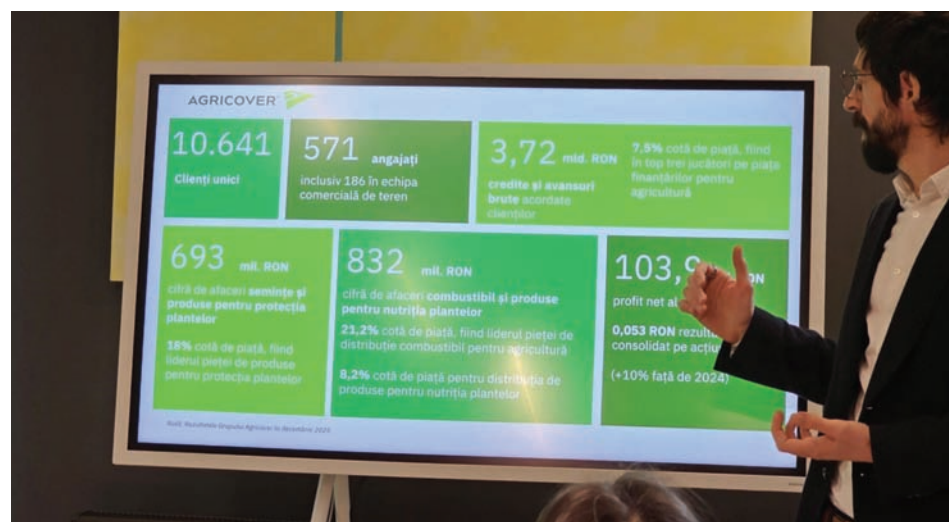 AGRICOVER
10.641
Clienți unici
571 angajați
inclusiv 186 în echipa
comercială de teren
3,72 mld. RON
credite și avansuri
brute acordate
clienților
7,5% cotă de piață, fiind
în top trei jucători pe piața
finanțărilor pentru
agricultură
693 mil. RON
cifră de afaceri semințe și
produse pentru protecția
plantelor
18% cotă de piață, fiind
liderul pieței de produse
pentru protecția plantelor
832 mil. RON
cifră de afaceri combustibil și produse
pentru nutriția plantelor
21,2% cotă de piață, fiind liderul pieței de
distribuție combustibil pentru agricultură
8,2% cotă de piață pentru distribuția de
produse pentru nutriția plantelor
103,9
profit net
0,053 RON
consolidat pe
(+10% față de 2024)
Grupului Agricover în decembrie